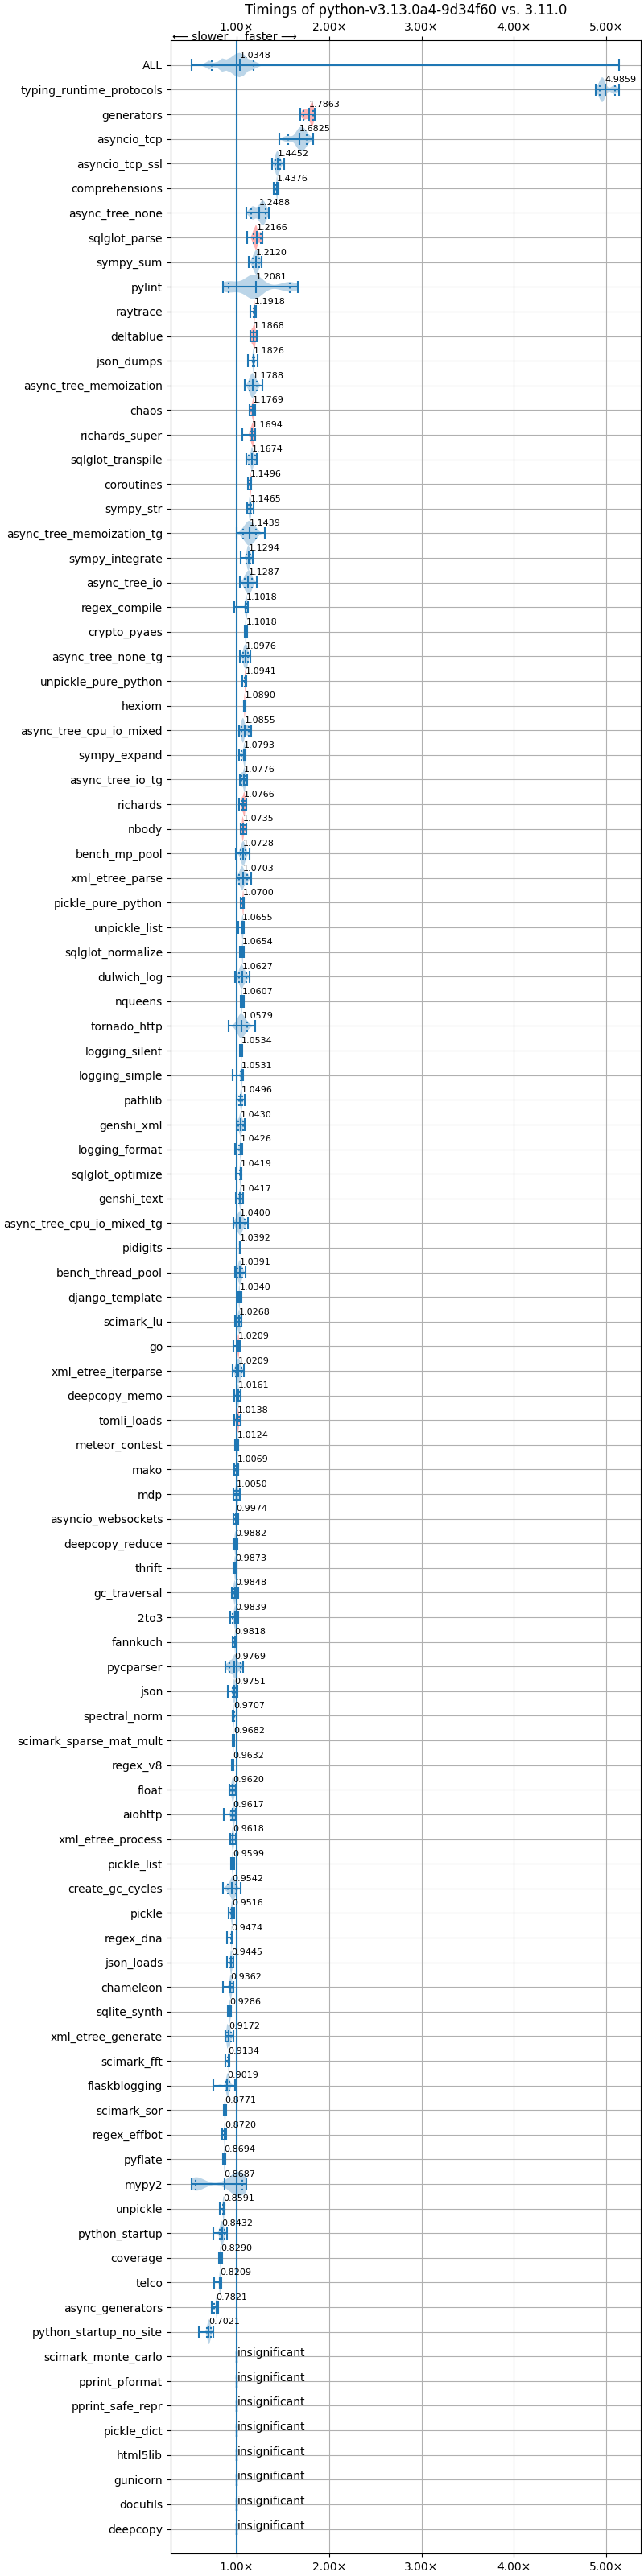 Timings of python-v3.13.0a4-9d34f60 vs. 3.11.0
1.00× 2.00× 3.00× 4.00× 5.00×
⟵ slower faster ⟶
ALL 1.0348
typing_runtime_protocols 4.9859
generators 1.7863
asyncio_tcp 1.6825
asyncio_tcp_ssl 1.4452
comprehensions 1.4376
async_tree_none 1.2488
sqlglot_parse 1.2166
sympy_sum 1.2120
pylint 1.2081
raytrace 1.1918
deltablue 1.1868
json_dumps 1.1826
async_tree_memoization 1.1788
chaos 1.1769
richards_super 1.1694
sqlglot_transpile 1.1674
coroutines 1.1496
sympy_str 1.1465
async_tree_memoization_tg 1.1439
sympy_integrate 1.1294
async_tree_io 1.1287
regex_compile 1.1018
crypto_pyaes 1.1018
async_tree_none_tg 1.0976
unpickle_pure_python 1.0941
hexiom 1.0890
async_tree_cpu_io_mixed 1.0855
sympy_expand 1.0793
async_tree_io_tg 1.0776
richards 1.0766
nbody 1.0735
bench_mp_pool 1.0728
xml_etree_parse 1.0703
pickle_pure_python 1.0700
unpickle_list 1.0655
sqlglot_normalize 1.0654
dulwich_log 1.0627
nqueens 1.0607
tornado_http 1.0579
logging_silent 1.0534
logging_simple 1.0531
pathlib 1.0496
genshi_xml 1.0430
logging_format 1.0426
sqlglot_optimize 1.0419
genshi_text 1.0417
async_tree_cpu_io_mixed_tg 1.0400
pidigits 1.0392
bench_thread_pool 1.0391
django_template 1.0340
scimark_lu 1.0268
go 1.0209
xml_etree_iterparse 1.0209
deepcopy_memo 1.0161
tomli_loads 1.0138
meteor_contest 1.0124
mako 1.0069
mdp 1.0050
asyncio_websockets 0.9974
deepcopy_reduce 0.9882
thrift 0.9873
gc_traversal 0.9848
2to3 0.9839
fannkuch 0.9818
pycparser 0.9769
json 0.9751
spectral_norm 0.9707
scimark_sparse_mat_mult 0.9682
regex_v8 0.9632
float 0.9620
aiohttp 0.9617
xml_etree_process 0.9618
pickle_list 0.9599
create_gc_cycles 0.9542
pickle 0.9516
regex_dna 0.9474
json_loads 0.9445
chameleon 0.9362
sqlite_synth 0.9286
xml_etree_generate 0.9172
scimark_fft 0.9134
flaskblogging 0.9019
scimark_sor 0.8771
regex_effbot 0.8720
pyflate 0.8694
mypy2 0.8687
unpickle 0.8591
python_startup 0.8432
coverage 0.8290
telco 0.8209
async_generators 0.7821
python_startup_no_site 0.7021
scimark_monte_carlo insignificant
pprint_pformat insignificant
pprint_safe_repr insignificant
pickle_dict insignificant
html5lib insignificant
gunicorn insignificant
docutils insignificant
deepcopy insignificant
1.00× 2.00× 3.00× 4.00× 5.00×